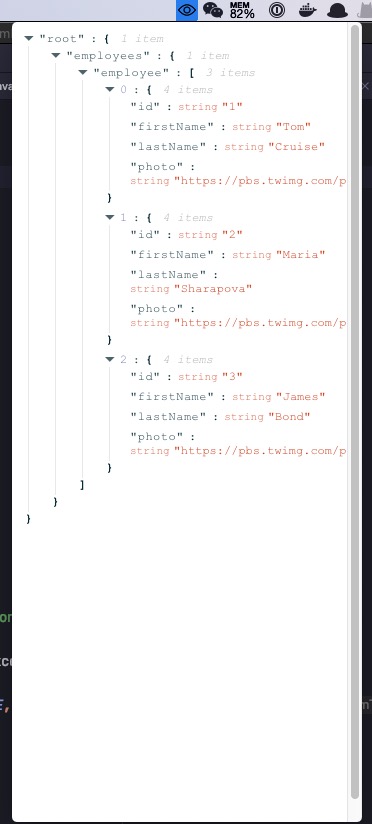 MEM
82%
"root" : { 1 item
"employees" : { 1 item
"employee" : [ 3 items
0 : { 4 items
"id" : string "1"
"firstName" : string "Tom"
"lastName" : string "Cruise"
"photo" :
string "https://pbs.twimg.com/p
}
1 : { 4 items
"id" : string "2"
"firstName" : string "Maria"
"lastName" :
string "Sharapova"
"photo" :
string "https://pbs.twimg.com/p
}
2 : { 4 items
"id" : string "3"
"firstName" : string "James"
"lastName" : string "Bond"
"photo" :
string "https://pbs.twimg.com/p
}
]
}
}